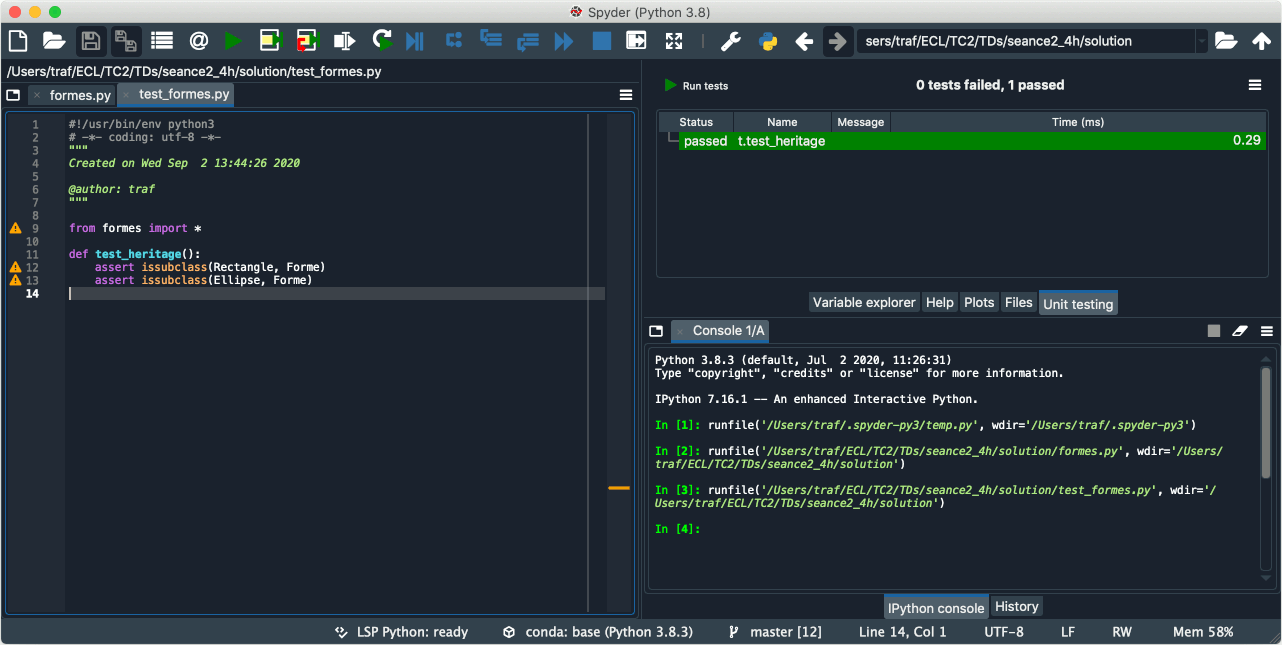 Spyder (Python 3.8)
sers/traf/ECL/TC2/TDs/seance2_4h/solution
/Users/traf/ECL/TC2/TDs/seance2_4h/solution/test_formes.py
formes.py
test_formes.py
1 #!/usr/bin/env python3
2 # -*- coding: utf-8 -*-
3 """
4 Created on Wed Sep  2 13:44:26 2020
5
6 @author: traf
7 """
8
9 from formes import *
10
11 def test_heritage():
12     assert issubclass(Rectangle, Forme)
13     assert issubclass(Ellipse, Forme)
14
Run tests
0 tests failed, 1 passed
Status Name Message Time (ms)
passed t.test_heritage 0.29
Variable explorer Help Plots Files Unit testing
Console 1/A
Python 3.8.3 (default, Jul  2 2020, 11:26:31)
Type "copyright", "credits" or "license" for more information.
IPython 7.16.1 -- An enhanced Interactive Python.
In [1]: runfile('/Users/traf/.spyder-py3/temp.py', wdir='/Users/traf/.spyder-py3')
In [2]: runfile('/Users/traf/ECL/TC2/TDs/seance2_4h/solution/formes.py', wdir='/Users/
traf/ECL/TC2/TDs/seance2_4h/solution')
In [3]: runfile('/Users/traf/ECL/TC2/TDs/seance2_4h/solution/test_formes.py', wdir='/
Users/traf/ECL/TC2/TDs/seance2_4h/solution')
In [4]:
IPython console History
LSP Python: ready conda: base (Python 3.8.3) master [12] Line 14, Col 1 UTF-8 LF RW Mem 58%